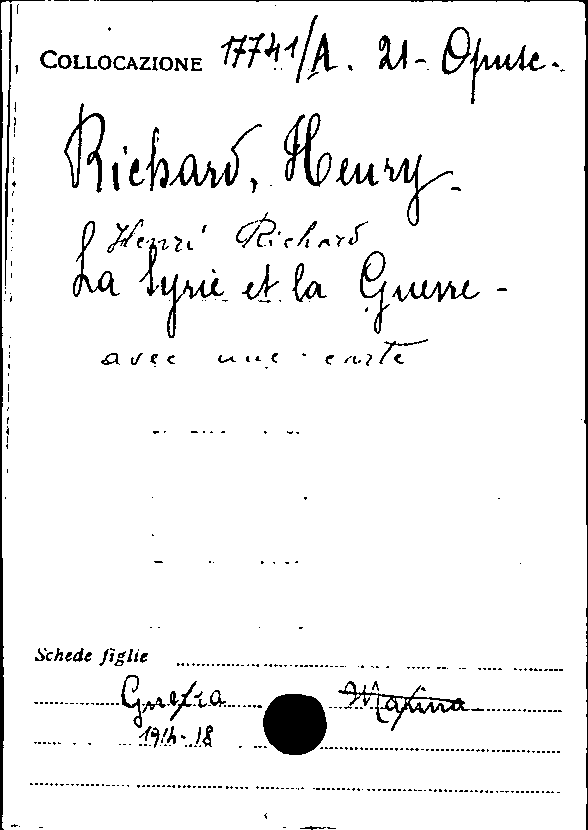 COLLOCAZIONE 17741/A. 21- Opusc.
Richard, Henry.
Henri Richard
La Syrie et la Guerre -
avec une carte
Schede figlie
Guerra Marina
1914-18